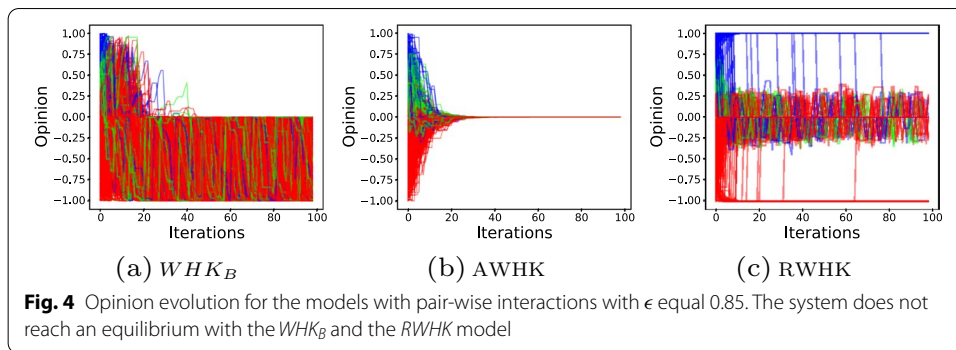 1.00
0.75
0.50
0.25
0.00
−0.25
−0.50
−0.75
−1.00
Opinion
0 20 40 60 80 100
Iterations
(a) WHK_B
1.00
0.75
0.50
0.25
0.00
−0.25
−0.50
−0.75
−1.00
Opinion
0 20 40 60 80 100
Iterations
(b) AWHK
1.00
0.75
0.50
0.25
0.00
−0.25
−0.50
−0.75
−1.00
Opinion
0 20 40 60 80 100
Iterations
(c) RWHK
Fig. 4 Opinion evolution for the models with pair-wise interactions with ϵ equal 0.85. The system does not
reach an equilibrium with the WHK_B and the RWHK model